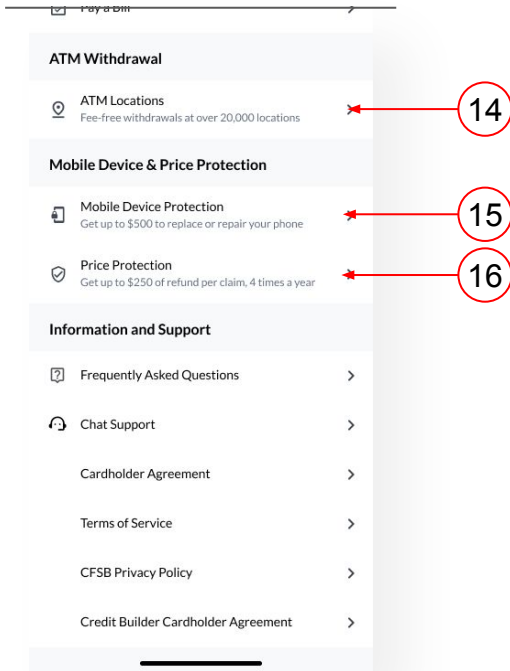 Pay a Bill
ATM Withdrawal
ATM Locations
Fee-free withdrawals at over 20,000 locations
14
Mobile Device & Price Protection
Mobile Device Protection
Get up to $500 to replace or repair your phone
15
Price Protection
Get up to $250 of refund per claim, 4 times a year
16
Information and Support
Frequently Asked Questions
Chat Support
Cardholder Agreement
Terms of Service
CFSB Privacy Policy
Credit Builder Cardholder Agreement